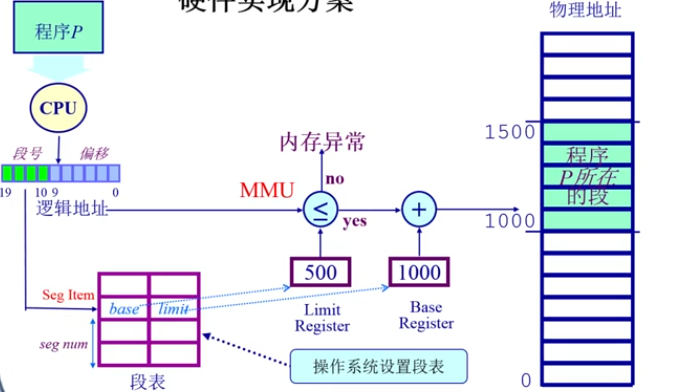 硬件实现方案
物理地址
程序P
CPU
段号
偏移
19
10
9
0
逻辑地址
MMU
内存异常
no
≤
yes
+
1500
程序
P所在
的段
1000
0
500
1000
Limit
Register
Base
Register
Seg Item
base
limit
seg num
段表
操作系统设置段表